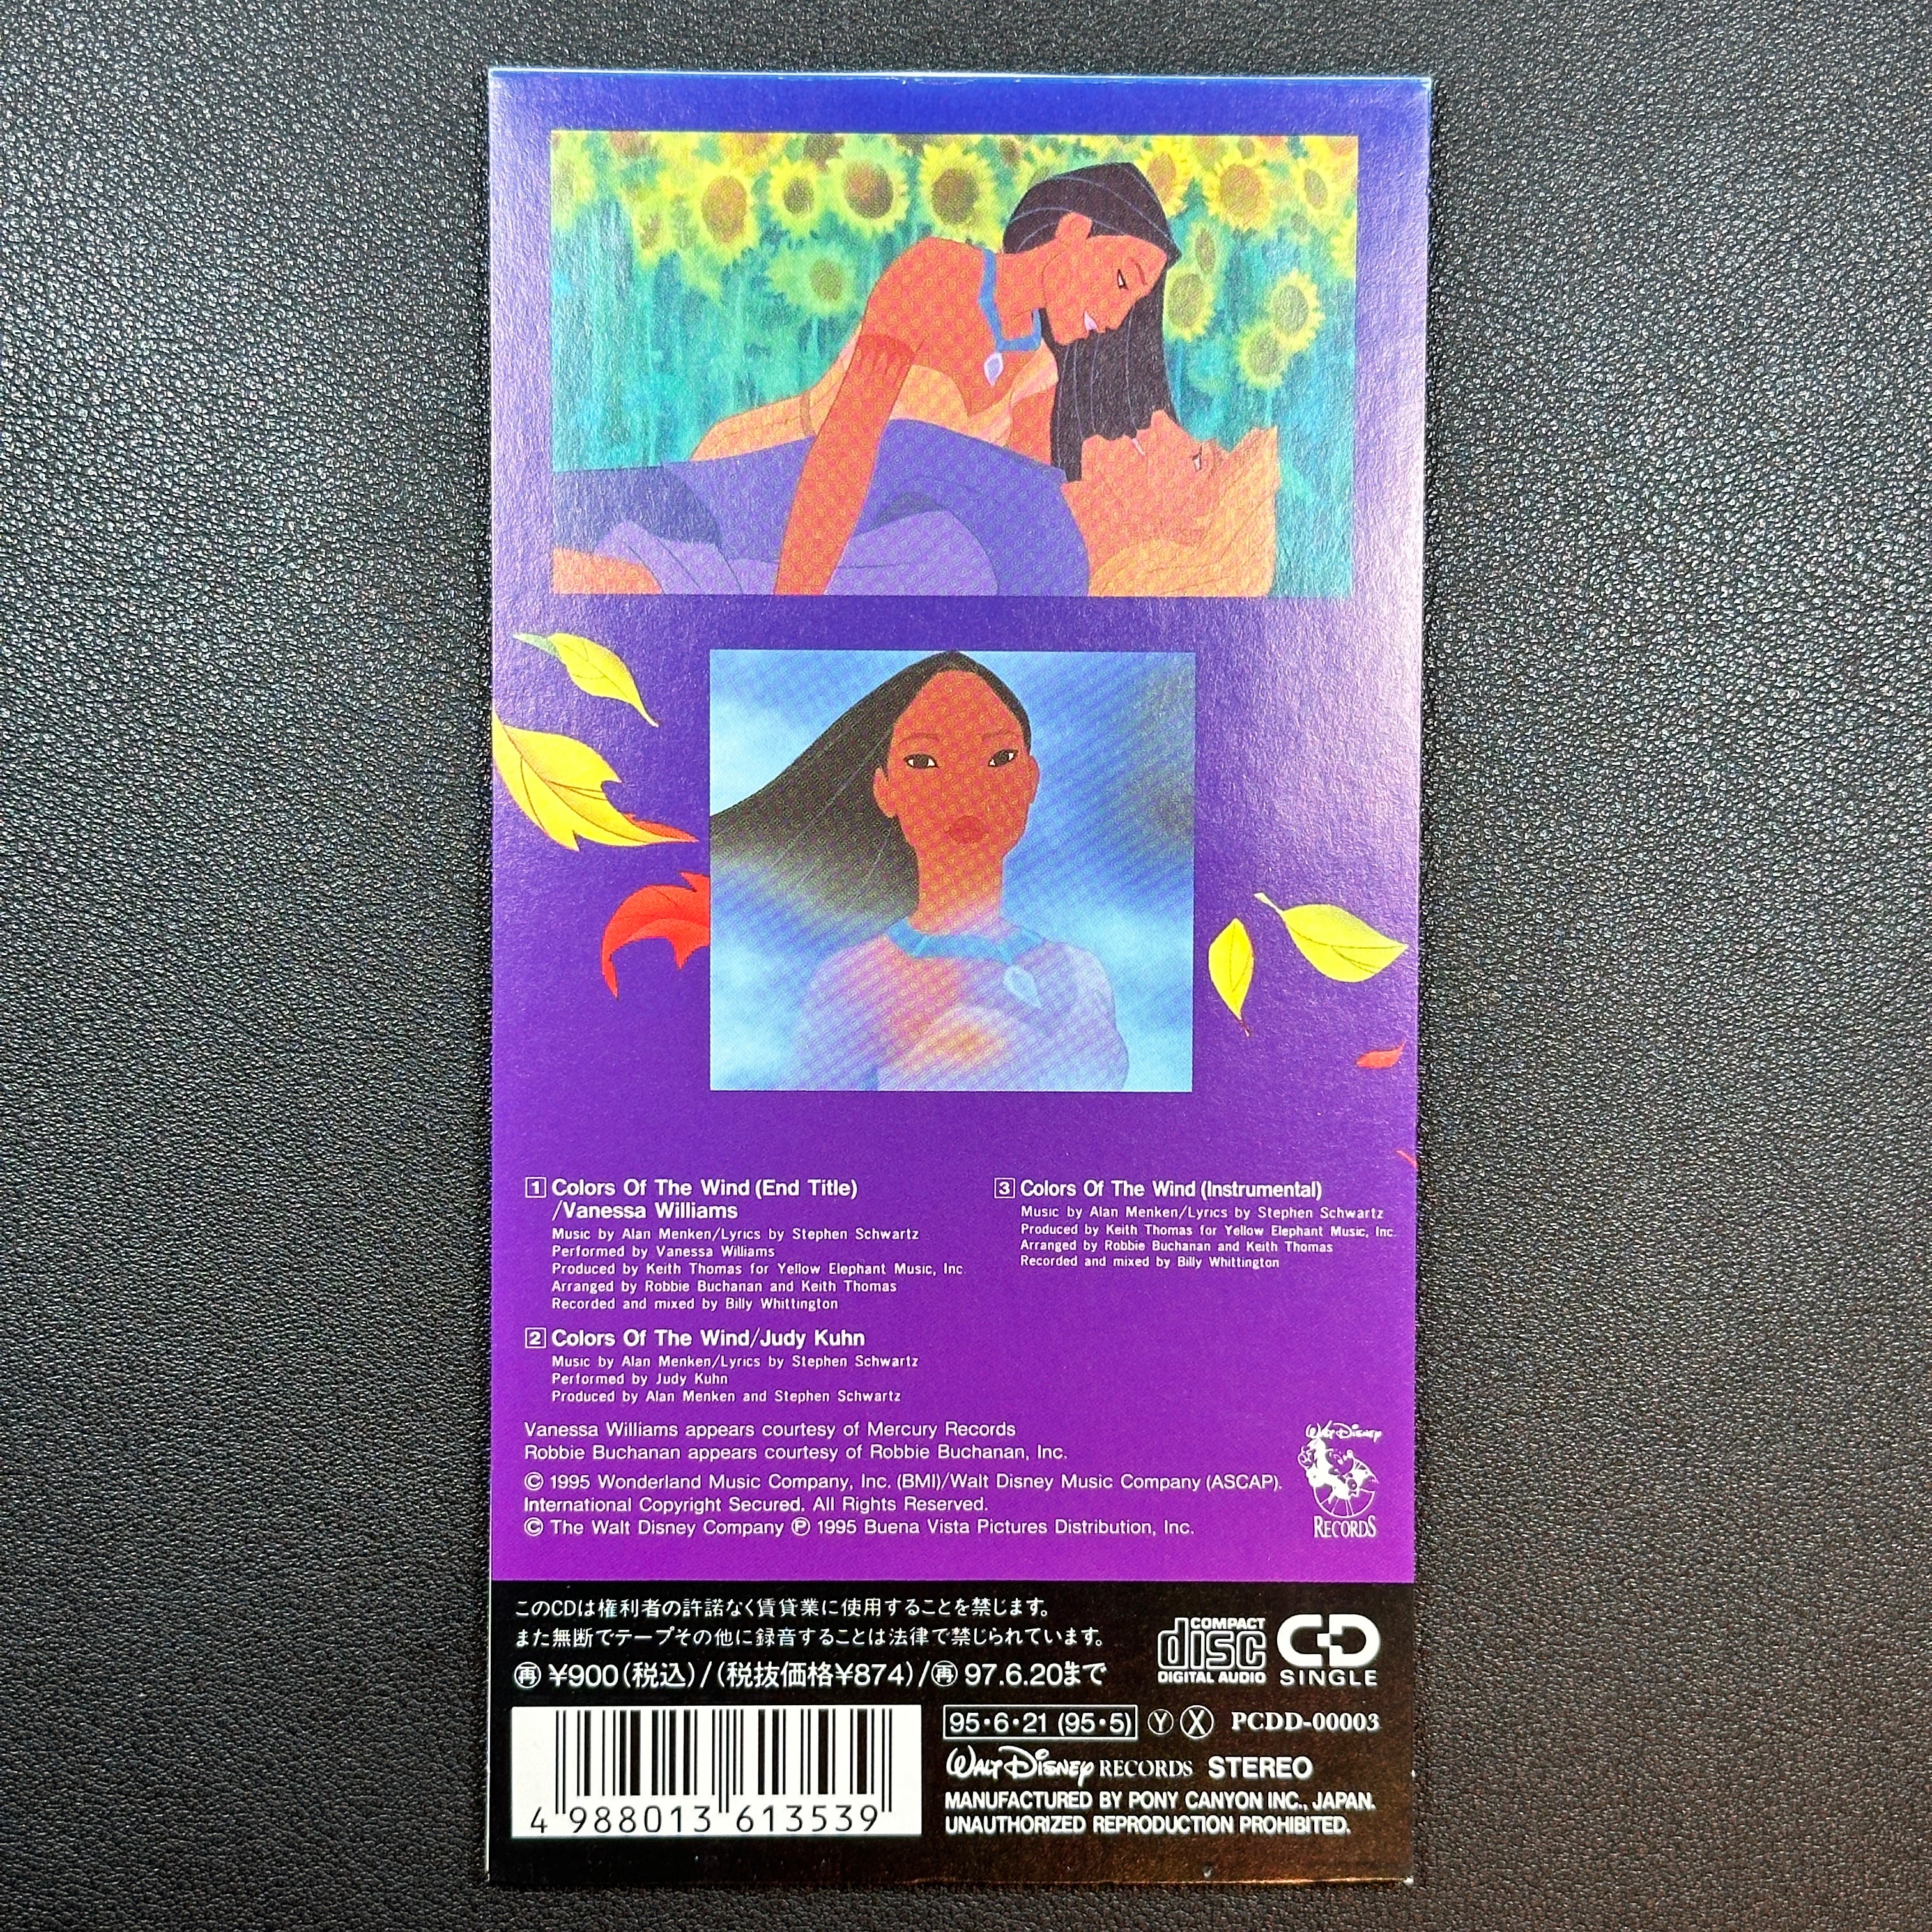 1 Colors Of The Wind (End Title)
/Vanessa Williams
Music by Alan Menken/Lyrics by Stephen Schwartz
Performed by Vanessa Williams
Produced by Keith Thomas for Yellow Elephant Music, Inc.
Arranged by Robbie Buchanan and Keith Thomas
Recorded and mixed by Billy Whittington
2 Colors Of The Wind/Judy Kuhn
Music by Alan Menken/Lyrics by Stephen Schwartz
Performed by Judy Kuhn
Produced by Alan Menken and Stephen Schwartz
3 Colors Of The Wind (Instrumental)
Music by Alan Menken/Lyrics by Stephen Schwartz
Produced by Keith Thomas for Yellow Elephant Music, Inc.
Arranged by Robbie Buchanan and Keith Thomas
Recorded and mixed by Billy Whittington
Vanessa Williams appears courtesy of Mercury Records
Robbie Buchanan appears courtesy of Robbie Buchanan, Inc.
© 1995 Wonderland Music Company, Inc. (BMI)/Walt Disney Music Company (ASCAP).
International Copyright Secured. All Rights Reserved.
© The Walt Disney Company ℗ 1995 Buena Vista Pictures Distribution, Inc.
WALT DISNEY
RECORDS
このCDは権利者の許諾なく賃貸業に使用することを禁じます。
また無断でテープその他に録音することは法律で禁じられています。
再 ¥900(税込)/(税抜価格¥874)/再 97.6.20まで
COMPACT
disc
DIGITAL AUDIO
CD
SINGLE
4 988013 613539
95・6・21 (95・5) Ⓨ Ⓧ PCDD-00003
WALT DISNEY RECORDS STEREO
MANUFACTURED BY PONY CANYON INC., JAPAN.
UNAUTHORIZED REPRODUCTION PROHIBITED.